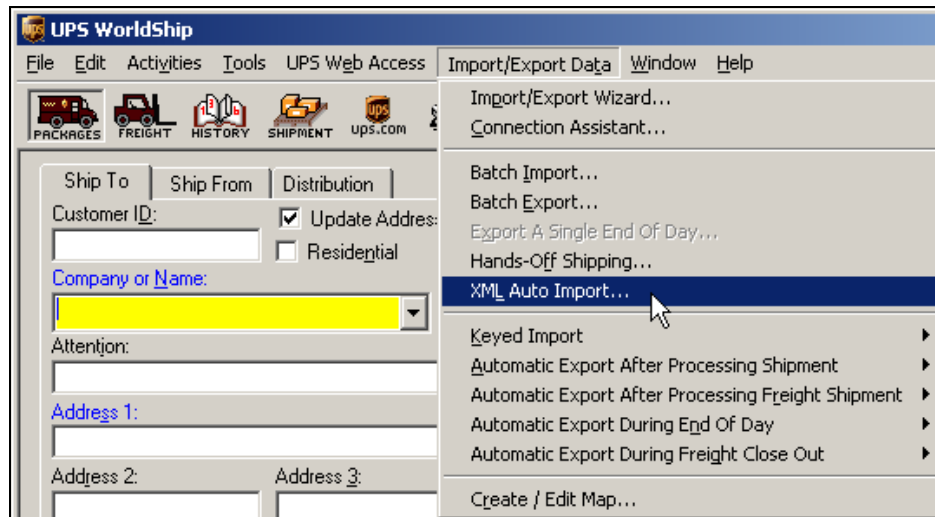 UPS WorldShip
File Edit Activities Tools UPS Web Access Import/Export Data Window Help
PACKAGES FREIGHT HISTORY SHIPMENT ups.com
Import/Export Wizard...
Connection Assistant...
Batch Import...
Batch Export...
Export A Single End Of Day...
Hands-Off Shipping...
XML Auto Import...
Keyed Import
Automatic Export After Processing Shipment
Automatic Export After Processing Freight Shipment
Automatic Export During End Of Day
Automatic Export During Freight Close Out
Create / Edit Map...
Ship To Ship From Distribution
Customer ID: Update Addres
Residential
Company or Name:
Attention:
Address 1:
Address 2: Address 3: